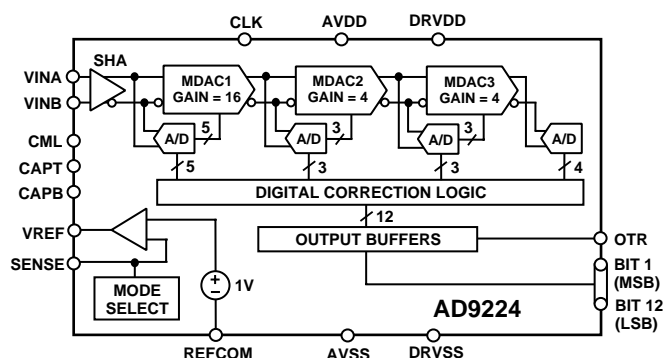 CLK AVDD DRVDD
SHA
VINA
VINB
MDAC1
GAIN = 16
MDAC2
GAIN = 4
MDAC3
GAIN = 4
5 3 3
A/D A/D A/D A/D
CML
CAPT
CAPB
5 3 3 4
DIGITAL CORRECTION LOGIC
12
VREF
OUTPUT BUFFERS
OTR
SENSE
BIT 1
(MSB)
MODE
SELECT
1V
AD9224
BIT 12
(LSB)
REFCOM AVSS DRVSS